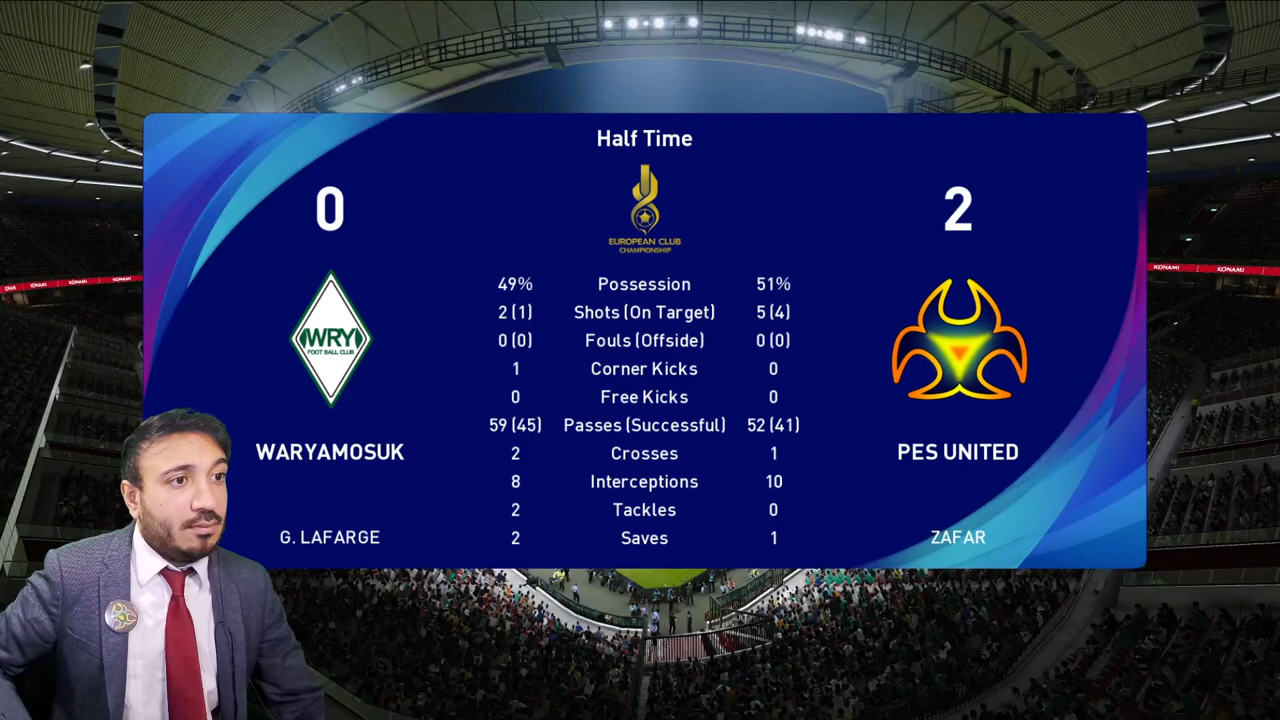 Half Time
0 2
EUROPEAN CLUB
CHAMPIONSHIP
49% Possession 51%
2 (1) Shots (On Target) 5 (4)
0 (0) Fouls (Offside) 0 (0)
1 Corner Kicks 0
0 Free Kicks 0
59 (45) Passes (Successful) 52 (41)
2 Crosses 1
8 Interceptions 10
2 Tackles 0
2 Saves 1
WRY
FOOT BALL CLUB
WARYAMOSUK PES UNITED
G. LAFARGE ZAFAR
KONAMI KONAMI KONAMI
KONAMI KONAMI